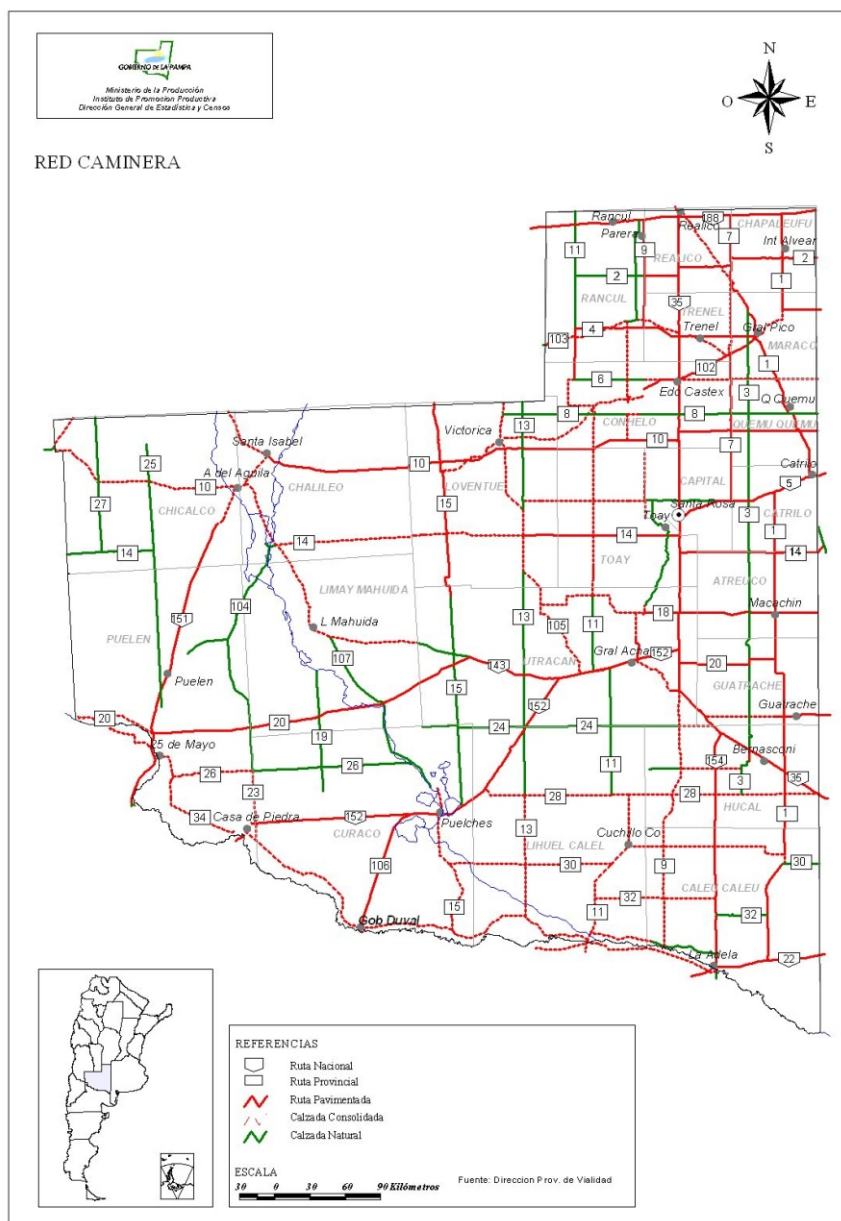 GOBIERNO DE LA PAMPA
Ministerio de la Producción
Instituto de Promocion Productiva
Dirección General de Estadística y Censos
N
O E
S
RED CAMINERA
Rancul 188 CHAPALEUFU
Realico
Parera 7 Int Alvear
11 9 REALICO 2
2 1
RANCUL 35 TRENEL
4 Trenel Gral Pico
103 MARACO
102 1
6 Edo Castex 3
8 8 Q Quemu
13 CONHELO QUEMU QUEMU
Victorica 10 7
Santa Isabel
25 10 LOVENTUE CAPITAL Catrilo
A del Aguila 15 5
27 10 CHALILEO
CHICALCO Santa Rosa
Toay 3 CATRILO
14 14 14 1
TOAY 14
LIMAY MAHUIDA ATREUCO
104
151 18 Macachin
PUELEN L Mahuida 13 105 11
107 UTRACAN Gral Acha 152
143 20
Puelen 15 GUATRACHE
152
20 20 24 24 Guatrache
19
25 de Mayo 154 Bernasconi
26 26 11 3 35
23 28 28
HUCAL
34 152
Casa de Piedra Puelches 13 1
CURACO Cuchillo Co
LIHUEL CALEL
106 30 9 30
CALEU CALEU
15 11 32 32
Gob Duval
La Adela 22
REFERENCIAS
Ruta Nacional
Ruta Provincial
Ruta Pavimentada
Calzada Consolidada
Calzada Natural
ESCALA
30 0 30 60 90 Kilómetros
Fuente: Direccion Prov. de Vialidad